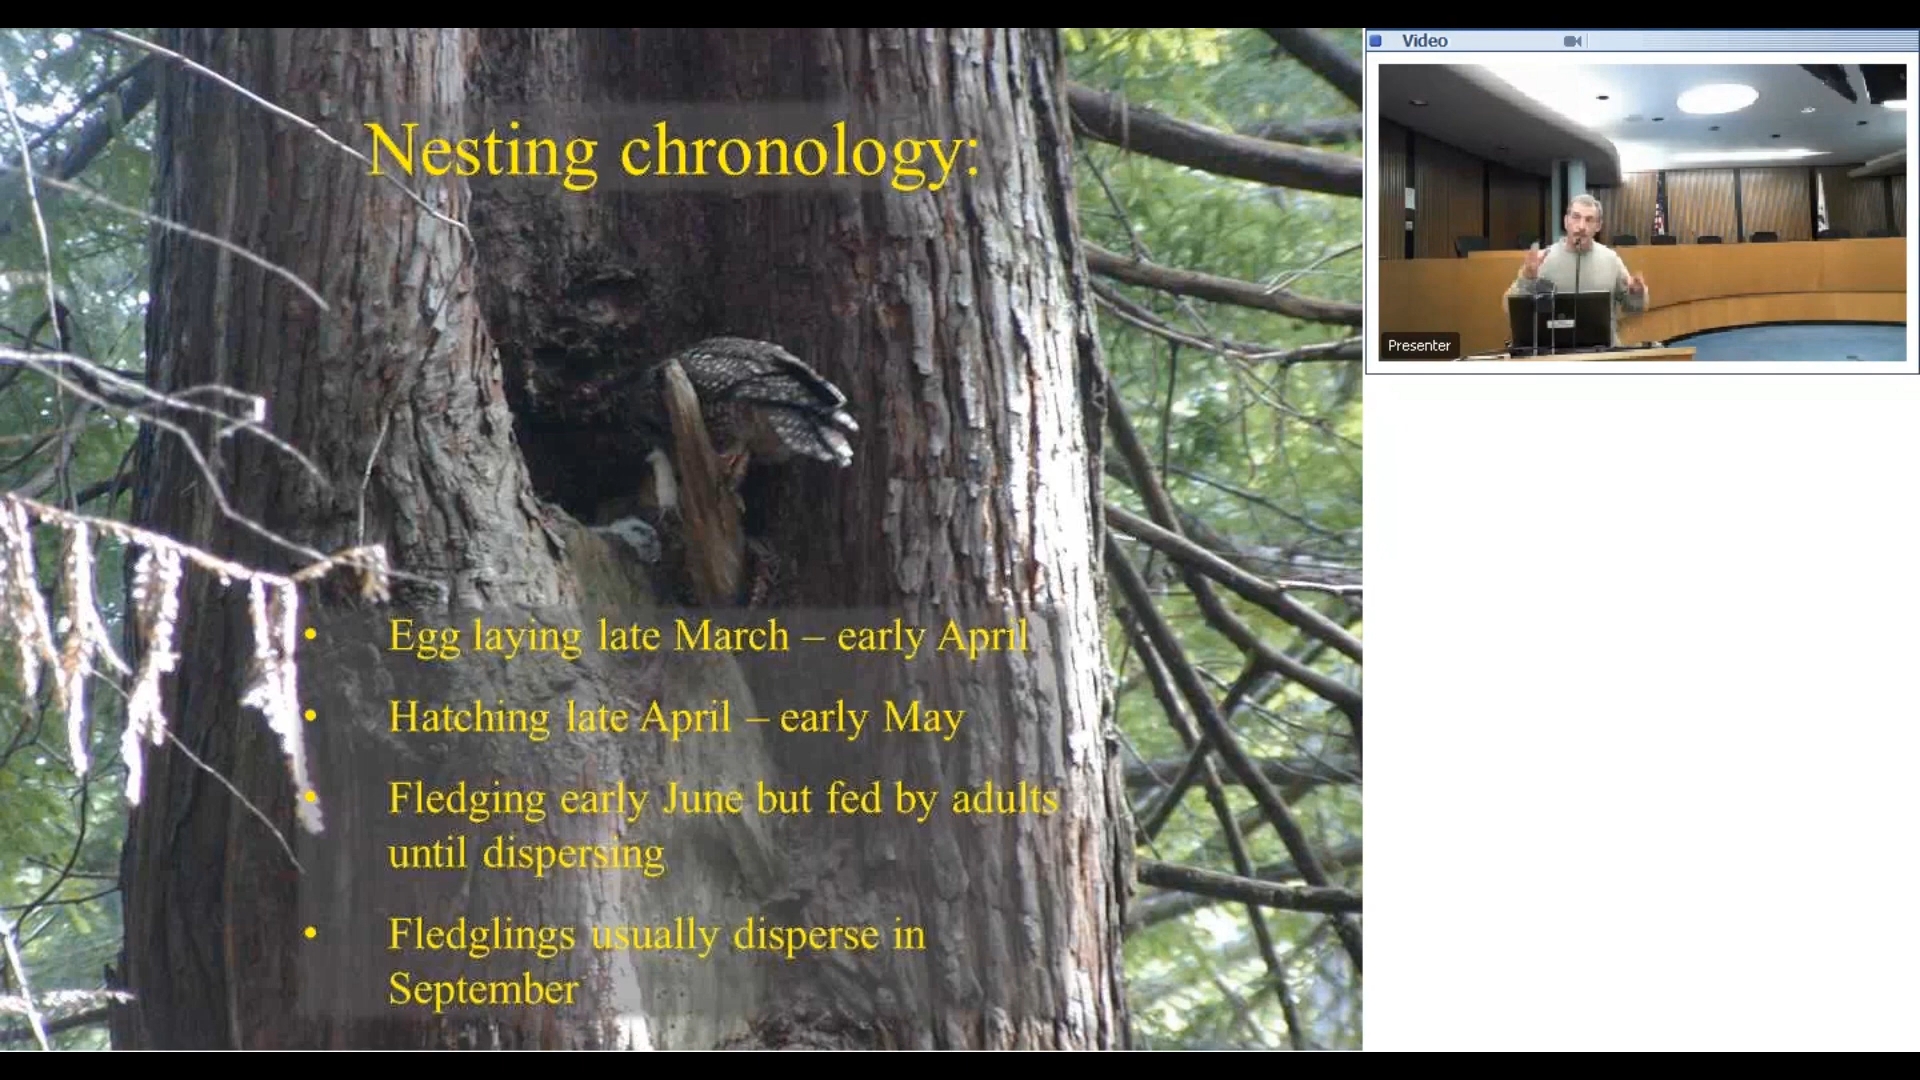 Nesting chronology:
• Egg laying late March – early April
• Hatching late April – early May
• Fledging early June but fed by adults
until dispersing
• Fledglings usually disperse in
September
Video
Presenter